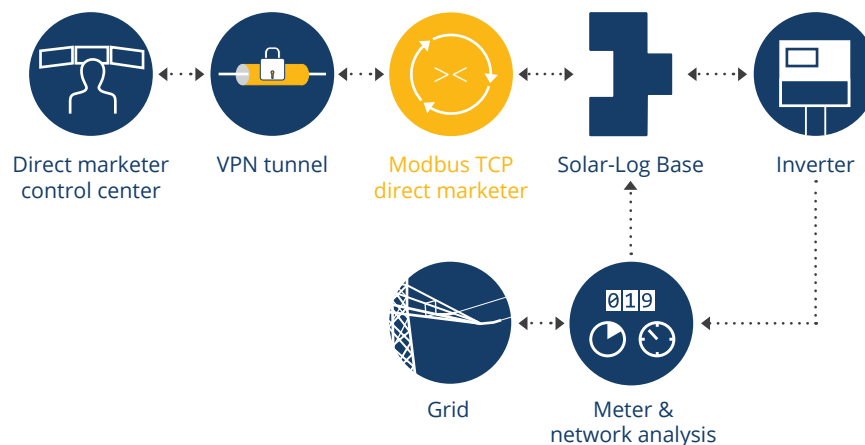 Direct marketer
control center
VPN tunnel
Modbus TCP
direct marketer
Solar-Log Base
Inverter
019
Grid
Meter &
network analysis